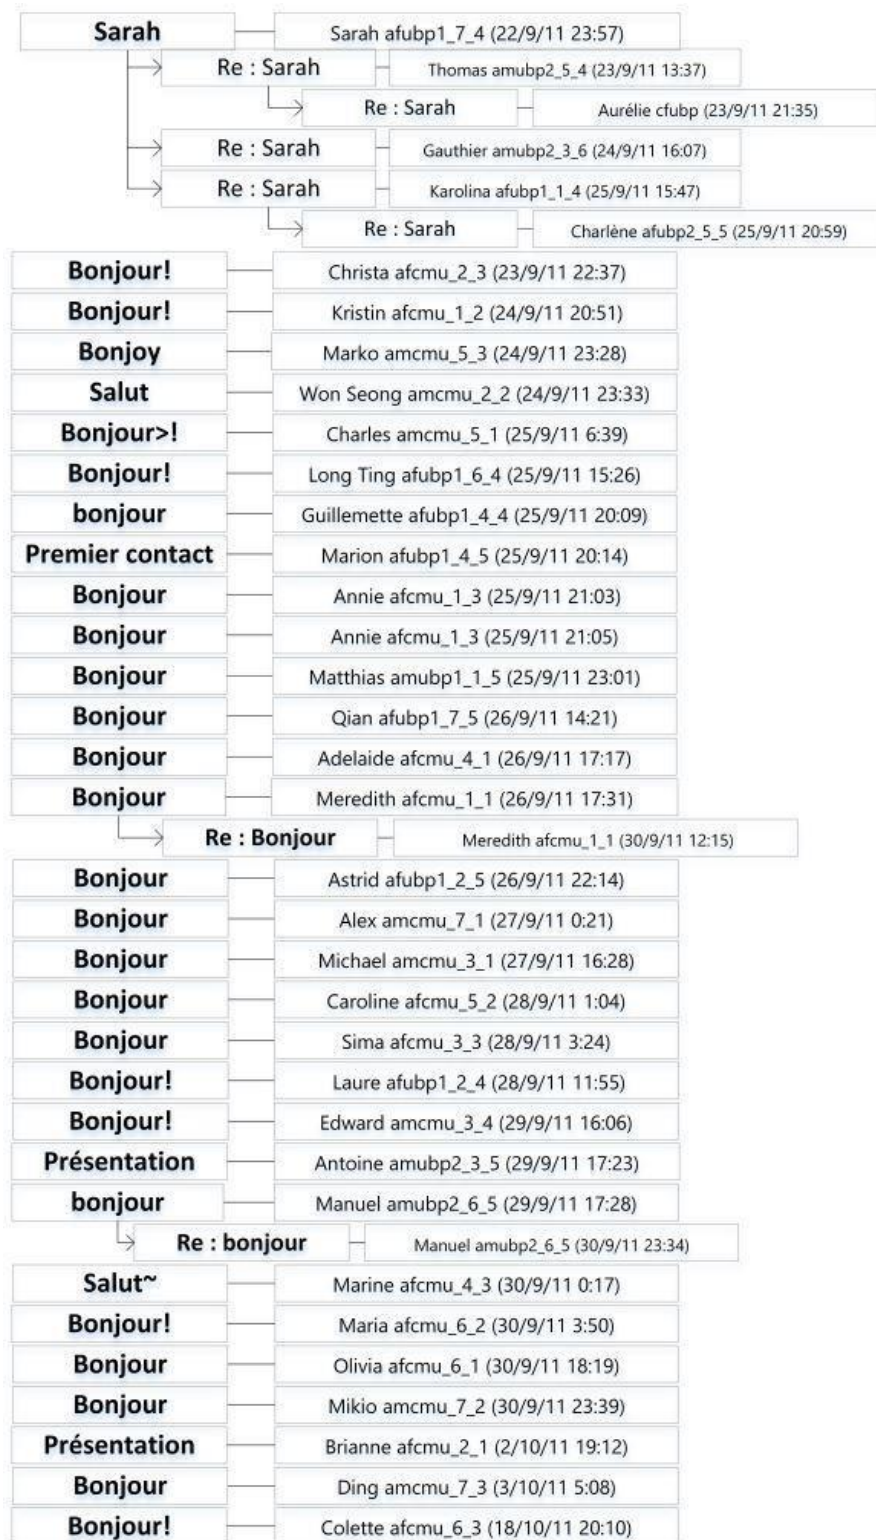 Sarah Sarah afubp1_7_4 (22/9/11 23:57)
Re : Sarah Thomas amubp2_5_4 (23/9/11 13:37)
Re : Sarah Aurélie cfubp (23/9/11 21:35)
Re : Sarah Gauthier amubp2_3_6 (24/9/11 16:07)
Re : Sarah Karolina afubp1_1_4 (25/9/11 15:47)
Re : Sarah Charlène afubp2_5_5 (25/9/11 20:59)
Bonjour! Christa afcmu_2_3 (23/9/11 22:37)
Bonjour! Kristin afcmu_1_2 (24/9/11 20:51)
Bonjoy Marko amcmu_5_3 (24/9/11 23:28)
Salut Won Seong amcmu_2_2 (24/9/11 23:33)
Bonjour>! Charles amcmu_5_1 (25/9/11 6:39)
Bonjour! Long Ting afubp1_6_4 (25/9/11 15:26)
bonjour Guillemette afubp1_4_4 (25/9/11 20:09)
Premier contact Marion afubp1_4_5 (25/9/11 20:14)
Bonjour Annie afcmu_1_3 (25/9/11 21:03)
Bonjour Annie afcmu_1_3 (25/9/11 21:05)
Bonjour Matthias amubp1_1_5 (25/9/11 23:01)
Bonjour Qian afubp1_7_5 (26/9/11 14:21)
Bonjour Adelaide afcmu_4_1 (26/9/11 17:17)
Bonjour Meredith afcmu_1_1 (26/9/11 17:31)
Re : Bonjour Meredith afcmu_1_1 (30/9/11 12:15)
Bonjour Astrid afubp1_2_5 (26/9/11 22:14)
Bonjour Alex amcmu_7_1 (27/9/11 0:21)
Bonjour Michael amcmu_3_1 (27/9/11 16:28)
Bonjour Caroline afcmu_5_2 (28/9/11 1:04)
Bonjour Sima afcmu_3_3 (28/9/11 3:24)
Bonjour! Laure afubp1_2_4 (28/9/11 11:55)
Bonjour! Edward amcmu_3_4 (29/9/11 16:06)
Présentation Antoine amubp2_3_5 (29/9/11 17:23)
bonjour Manuel amubp2_6_5 (29/9/11 17:28)
Re : bonjour Manuel amubp2_6_5 (30/9/11 23:34)
Salut~ Marine afcmu_4_3 (30/9/11 0:17)
Bonjour! Maria afcmu_6_2 (30/9/11 3:50)
Bonjour Olivia afcmu_6_1 (30/9/11 18:19)
Bonjour Mikio amcmu_7_2 (30/9/11 23:39)
Présentation Brianne afcmu_2_1 (2/10/11 19:12)
Bonjour Ding amcmu_7_3 (3/10/11 5:08)
Bonjour! Colette afcmu_6_3 (18/10/11 20:10)